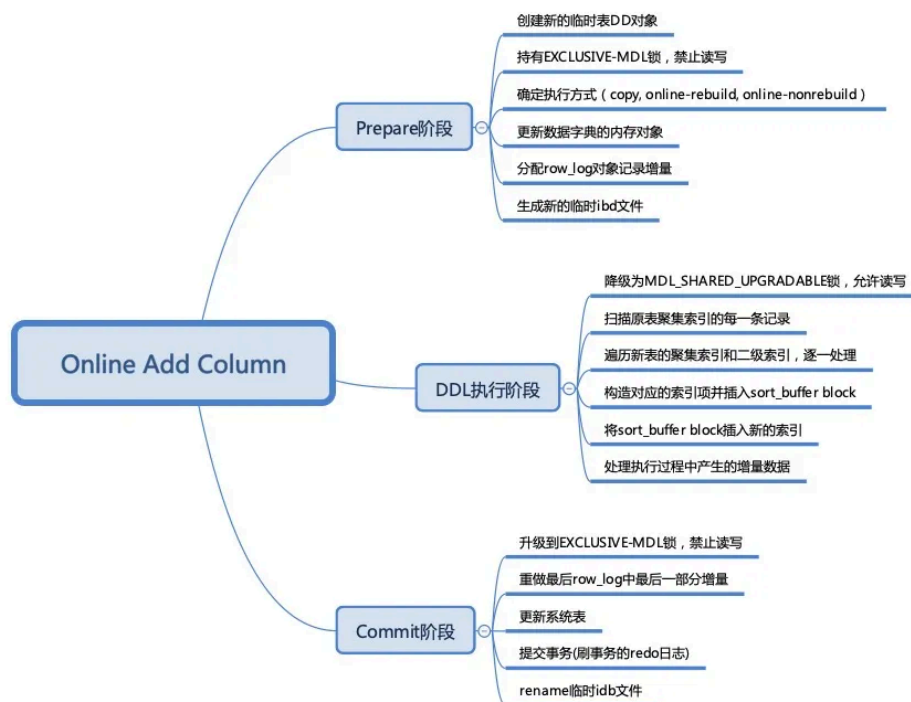 Online Add Column
Prepare阶段
创建新的临时表DD对象
持有EXCLUSIVE-MDL锁，禁止读写
确定执行方式（copy, online-rebuild, online-nonrebuild）
更新数据字典的内存对象
分配row_log对象记录增量
生成新的临时ibd文件
DDL执行阶段
降级为MDL_SHARED_UPGRADABLE锁，允许读写
扫描原表聚集索引的每一条记录
遍历新表的聚集索引和二级索引，逐一处理
构造对应的索引项并插入sort_buffer block
将sort_buffer block插入新的索引
处理执行过程中产生的增量数据
Commit阶段
升级到EXCLUSIVE-MDL锁，禁止读写
重做最后row_log中最后一部分增量
更新系统表
提交事务(刷事务的redo日志)
rename临时idb文件